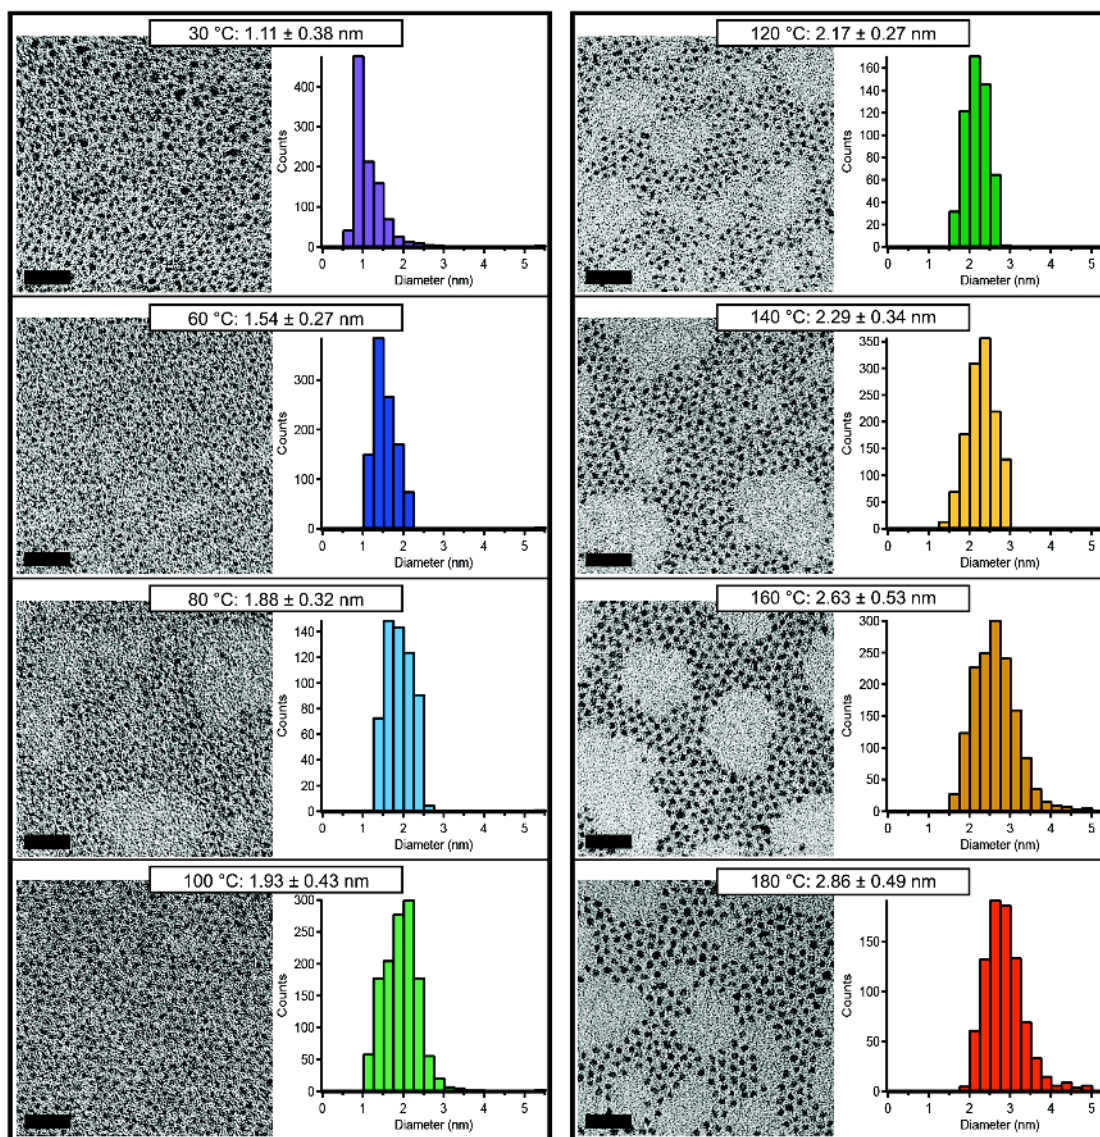 30 °C: 1.11 ± 0.38 nm
Counts
400
300
200
100
0
0 1 2 3 4 5
Diameter (nm)
60 °C: 1.54 ± 0.27 nm
Counts
300
200
100
0
0 1 2 3 4 5
Diameter (nm)
80 °C: 1.88 ± 0.32 nm
Counts
140
120
100
80
60
40
20
0
0 1 2 3 4 5
Diameter (nm)
100 °C: 1.93 ± 0.43 nm
Counts
300
250
200
150
100
50
0
0 1 2 3 4 5
Diameter (nm)
120 °C: 2.17 ± 0.27 nm
Counts
160
140
120
100
80
60
40
20
0
0 1 2 3 4 5
Diameter (nm)
140 °C: 2.29 ± 0.34 nm
Counts
350
300
250
200
150
100
50
0
0 1 2 3 4 5
Diameter (nm)
160 °C: 2.63 ± 0.53 nm
Counts
300
250
200
150
100
50
0
0 1 2 3 4 5
Diameter (nm)
180 °C: 2.86 ± 0.49 nm
Counts
150
100
50
0
0 1 2 3 4 5
Diameter (nm)